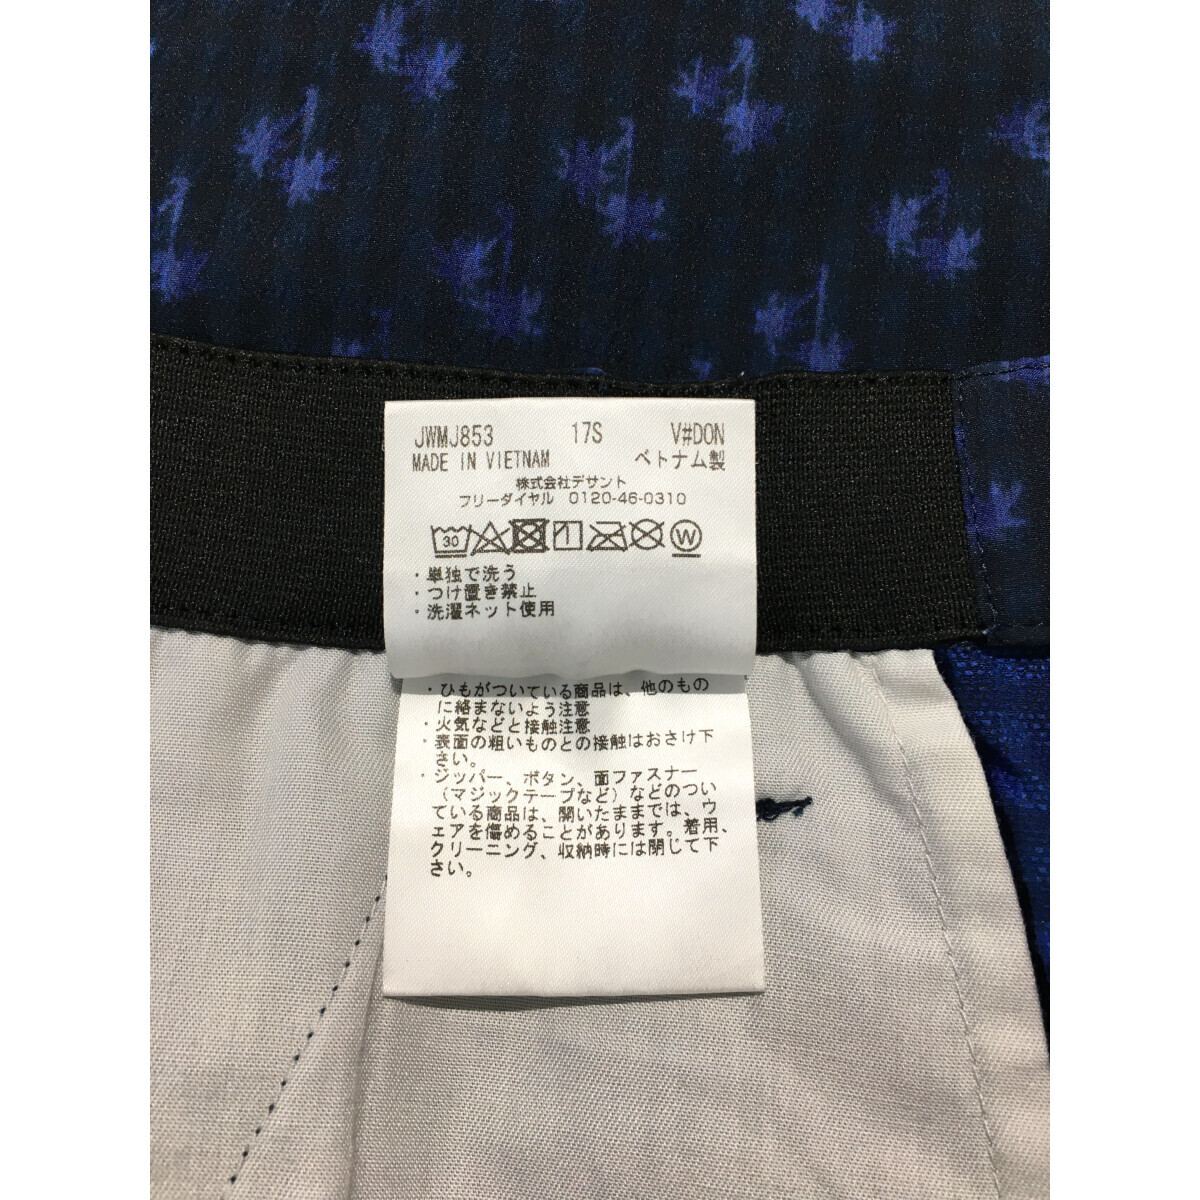 JWMJ853 17S V#DON
MADE IN VIETNAM ベトナム製
株式会社デサント
フリーダイヤル 0120-46-0310
30 W
・単独で洗う
・つけ置き禁止
・洗濯ネット使用
・ひもがついている商品は、他のもの
に絡まないよう注意
・火気などと接触注意
・表面の粗いものとの接触はおさけ下
さい。
・ジッパー、ボタン、面ファスナー
（マジックテープなど）などのつい
ている商品は、開いたままでは、ウ
ェアを傷めることがあります。着用、
クリーニング、収納時には閉じて下
さい。